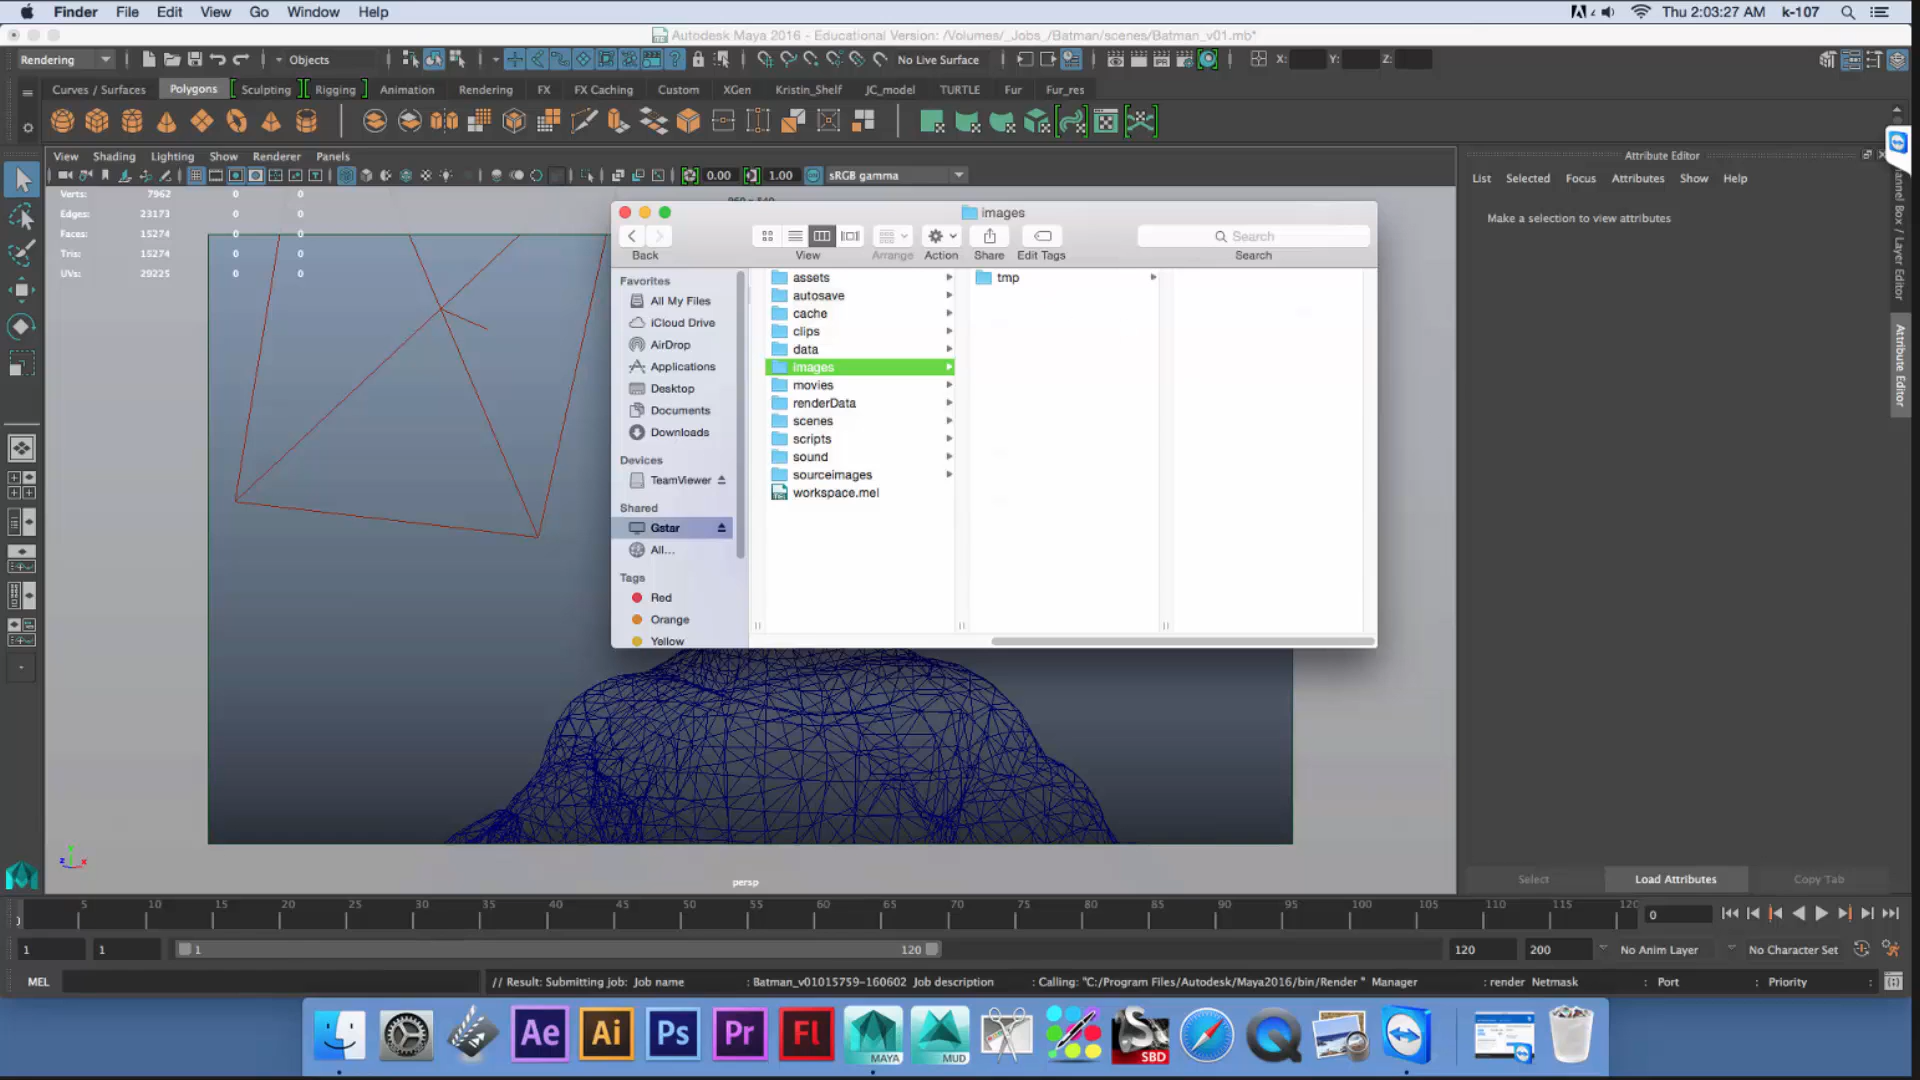 Finder File Edit View Go Window Help Thu 2:03:27 AM k-107
Autodesk Maya 2016 - Educational Version: /Volumes/_Jobs_/Batman/scenes/Batman_v01.mb*
Rendering Objects No Live Surface X: Y: Z:
Curves / Surfaces Polygons Sculpting Rigging Animation Rendering FX FX Caching Custom XGen Kristin_Shelf JC_model TURTLE Fur Fur_res
View Shading Lighting Show Renderer Panels
0.00 1.00 sRGB gamma
Attribute Editor
List Selected Focus Attributes Show Help
Make a selection to view attributes
Verts: 7962 0 0
Edges: 23173 0 0
Faces: 15274 0 0
Tris: 15274 0 0
UVs: 29225 0 0
images
Back View Arrange Action Share Edit Tags Search
Search
Favorites
All My Files
iCloud Drive
AirDrop
Applications
Desktop
Documents
Downloads
Devices
TeamViewer
Shared
Gstar
All...
Tags
Red
Orange
Yellow
assets
autosave
cache
clips
data
images
movies
renderData
scenes
scripts
sound
sourceimages
workspace.mel
tmp
Attribute Editor
persp
Select Load Attributes Copy Tab
5 10 15 20 25 30 35 40 45 50 55 60 65 70 75 80 85 90 95 100 105 110 115 120
0
1 1 1 120 120 200 No Anim Layer No Character Set
MEL // Result: Submitting job: Job name : Batman_v01015759-160602 Job description : Calling: "C:/Program Files/Autodesk/Maya2016/bin/Render " Manager : render Netmask : Port : Priority :
Ae Ai Ps Pr Fl MAYA MUD SBD